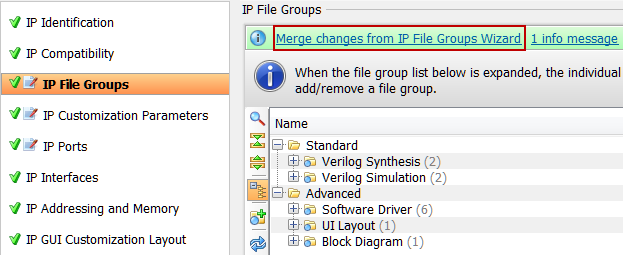 IP Identification
IP Compatibility
IP File Groups
IP Customization Parameters
IP Ports
IP Interfaces
IP Addressing and Memory
IP GUI Customization Layout
IP File Groups
Merge changes from IP File Groups Wizard 1 info message
When the file group list below is expanded, the individual
add/remove a file group.
Name
Standard
Verilog Synthesis (2)
Verilog Simulation (2)
Advanced
Software Driver (6)
UI Layout (1)
Block Diagram (1)